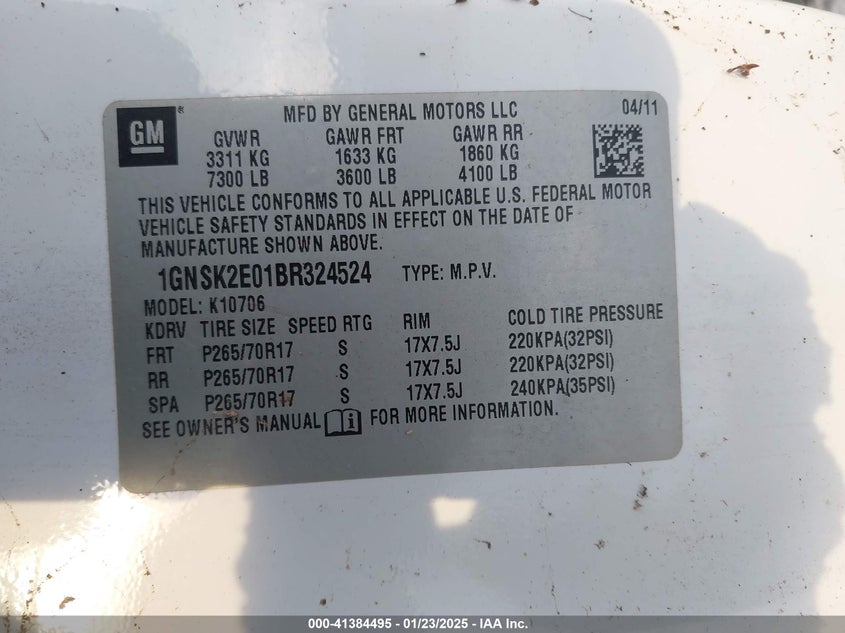 GM ®
MFD BY GENERAL MOTORS LLC 04/11
GVWR GAWR FRT GAWR RR
3311 KG 1633 KG 1860 KG
7300 LB 3600 LB 4100 LB
THIS VEHICLE CONFORMS TO ALL APPLICABLE U.S. FEDERAL MOTOR
VEHICLE SAFETY STANDARDS IN EFFECT ON THE DATE OF
MANUFACTURE SHOWN ABOVE.
1GNSK2E01BR324524 TYPE: M.P.V.
MODEL: K10706
KDRV TIRE SIZE SPEED RTG RIM COLD TIRE PRESSURE
FRT P265/70R17 S 17X7.5J 220KPA(32PSI)
RR P265/70R17 S 17X7.5J 220KPA(32PSI)
SPA P265/70R17 S 17X7.5J 240KPA(35PSI)
SEE OWNER'S MANUAL i FOR MORE INFORMATION.
000-41384495 - 01/23/2025 - IAA Inc.